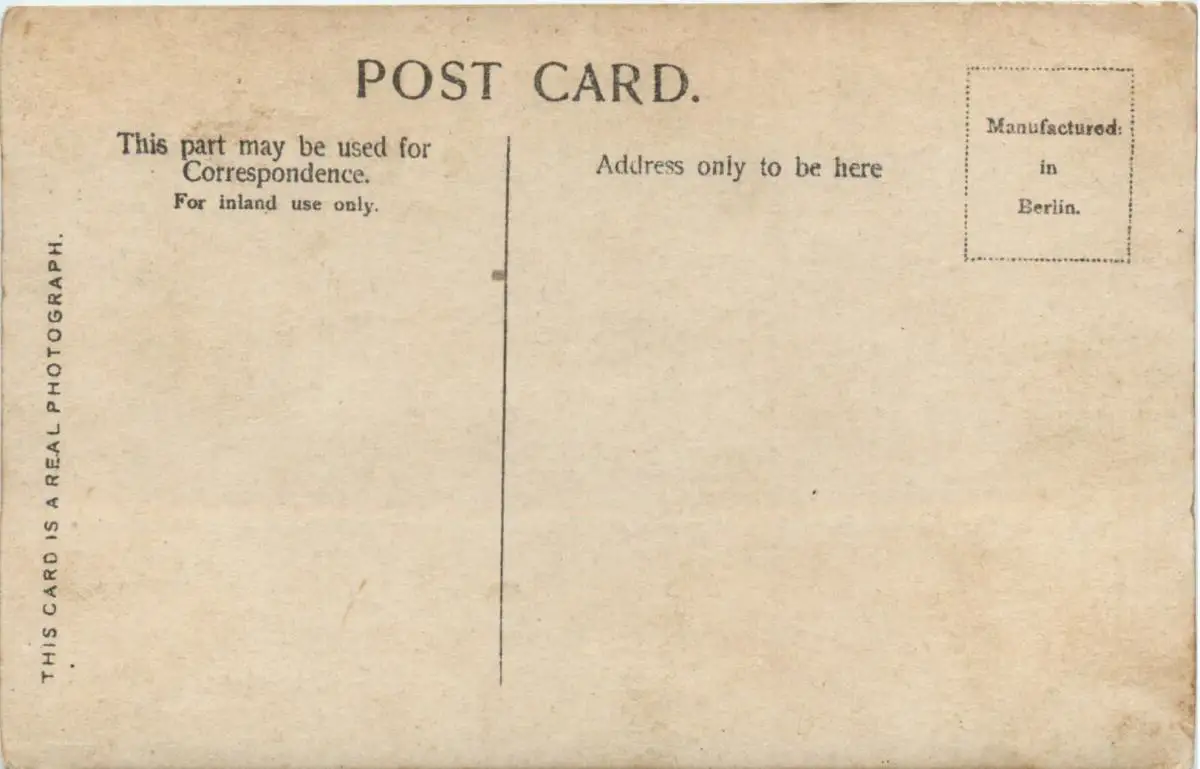 POST CARD.
This part may be used for
Correspondence.
For inland use only.
Address only to be here
Manufactured:
in
Berlin.
THIS CARD IS A REAL PHOTOGRAPH.